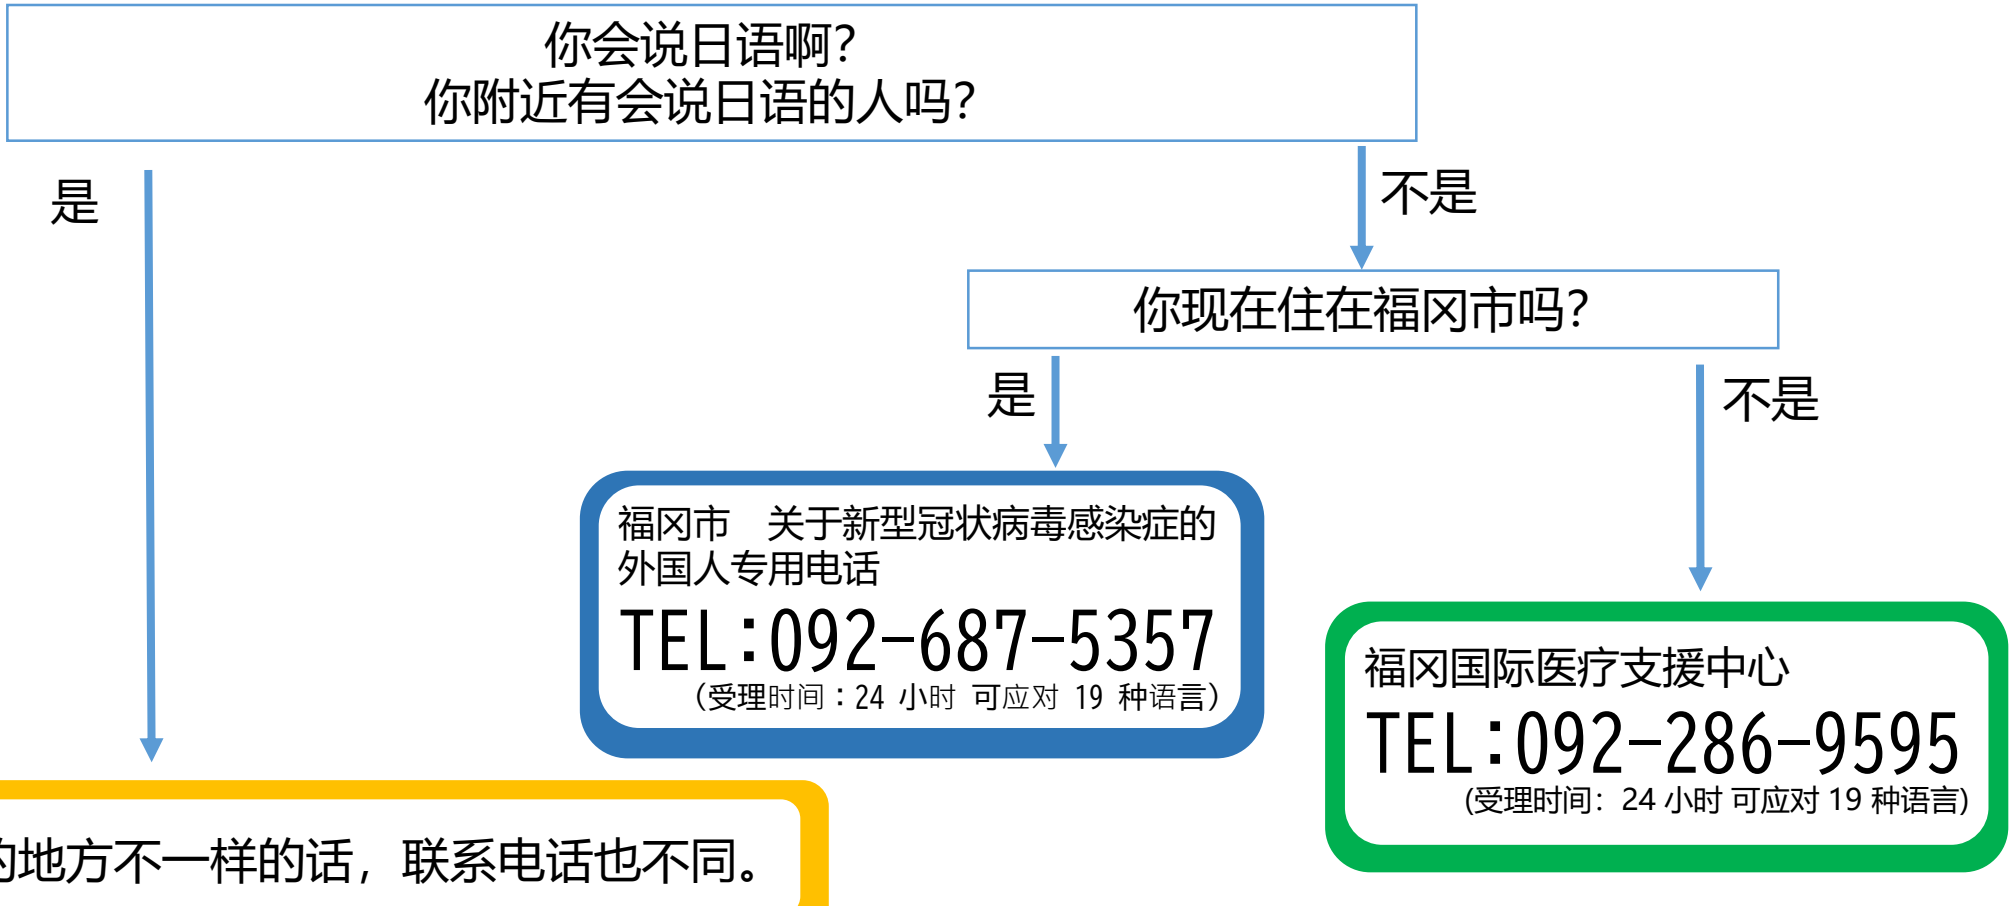 你会说日语啊？
你附近有会说日语的人吗？
是
不是
你现在住在福冈市吗？
是
不是
福冈市　关于新型冠状病毒感染症的
外国人专用电话
TEL:092-687-5357
（受理时间：24 小时 可应对 19 种语言）
福冈国际医疗支援中心
TEL:092-286-9595
(受理时间：24 小时 可应对 19 种语言)
的地方不一样的话，联系电话也不同。